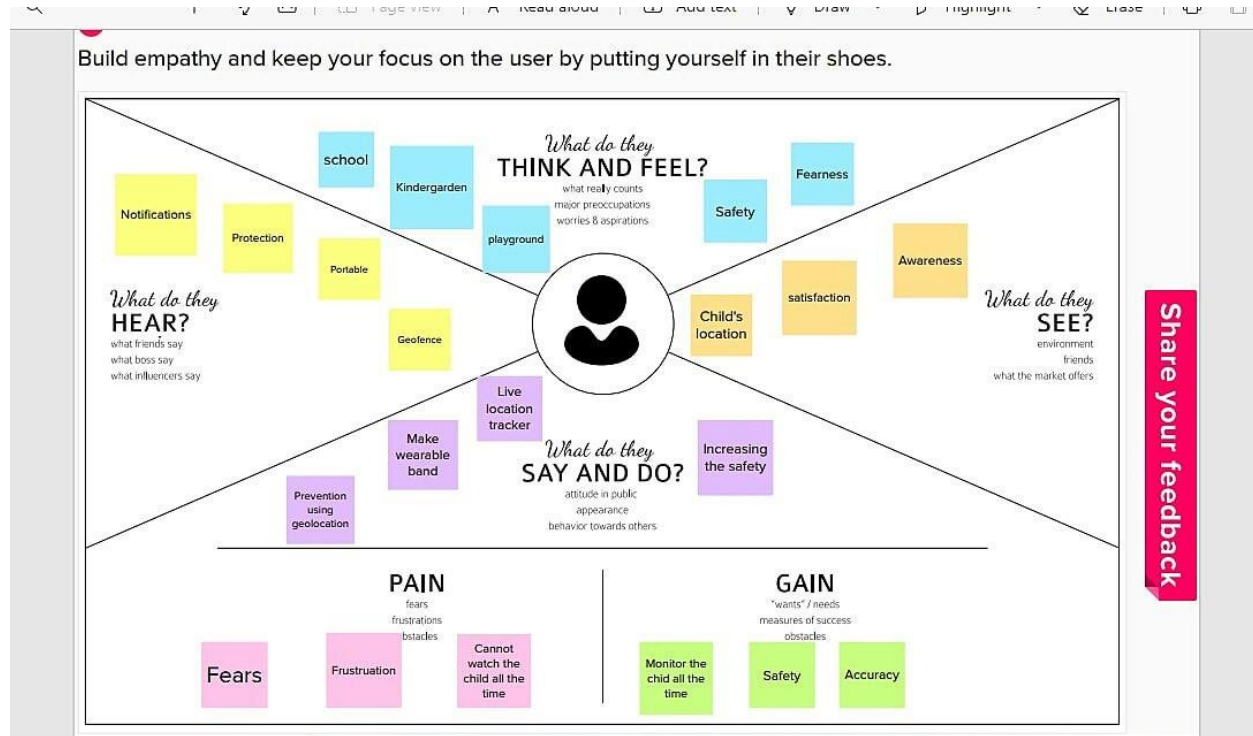 Page view
Read aloud
Add text
Draw
Highlight
Erase
Build empathy and keep your focus on the user by putting yourself in their shoes.
What do they
THINK AND FEEL?
what really counts
major preoccupations
worries & aspirations
school
Kindergarden
playground
Safety
Fearness
Notifications
Protection
Portable
Geofence
What do they
HEAR?
what friends say
what boss say
what influencers say
Awareness
satisfaction
Child's
location
What do they
SEE?
environment
friends
what the market offers
Live
location
tracker
Make
wearable
band
Prevention
using
geolocation
What do they
SAY AND DO?
attitude in public
appearance
behavior towards others
Increasing
the safety
PAIN
fears
frustrations
obstacles
Fears
Frustruation
Cannot
watch the
child all the
time
GAIN
"wants" / needs
measures of success
obstacles
Monitor the
chid all the
time
Safety
Accuracy
Share your feedback